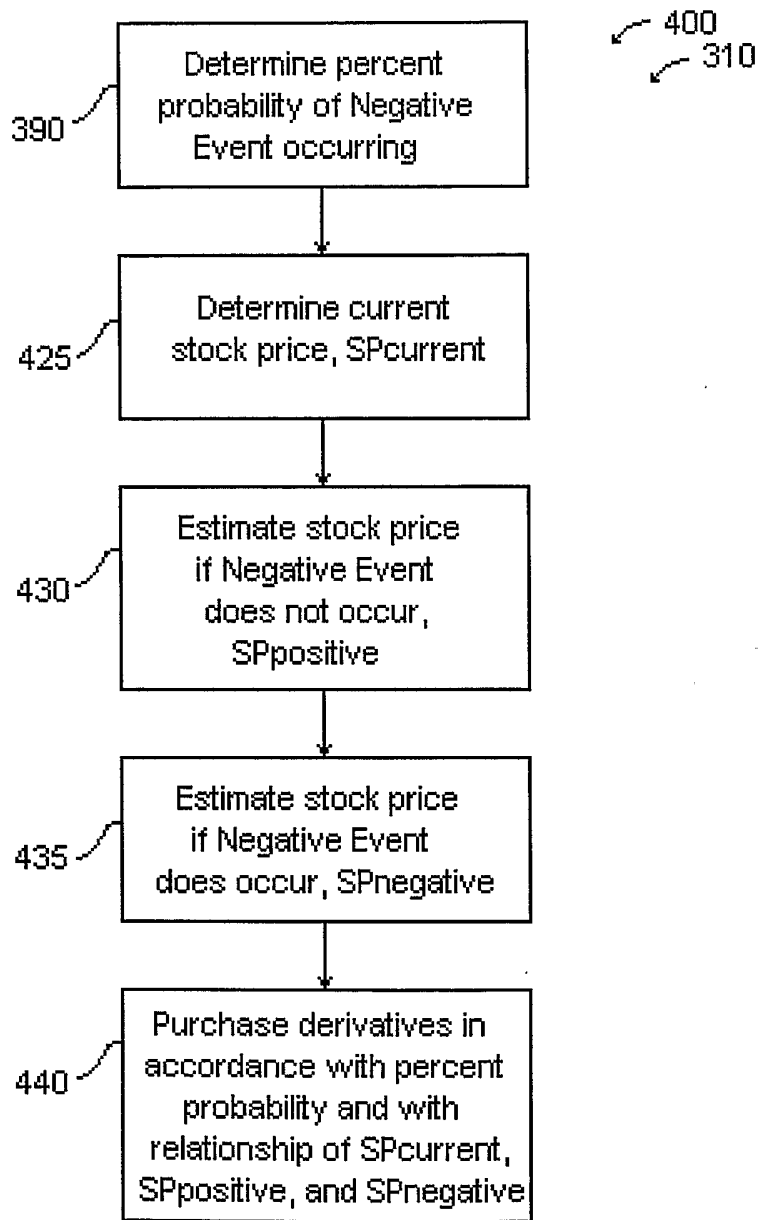 400
310
Determine percent
probability of Negative
Event occurring
390
Determine current
stock price, SPcurrent
425
Estimate stock price
if Negative Event
does not occur,
SPpositive
430
Estimate stock price
if Negative Event
does occur, SPnegative
435
Purchase derivatives in
accordance with percent
probability and with
relationship of SPcurrent,
SPpositive, and SPnegative
440